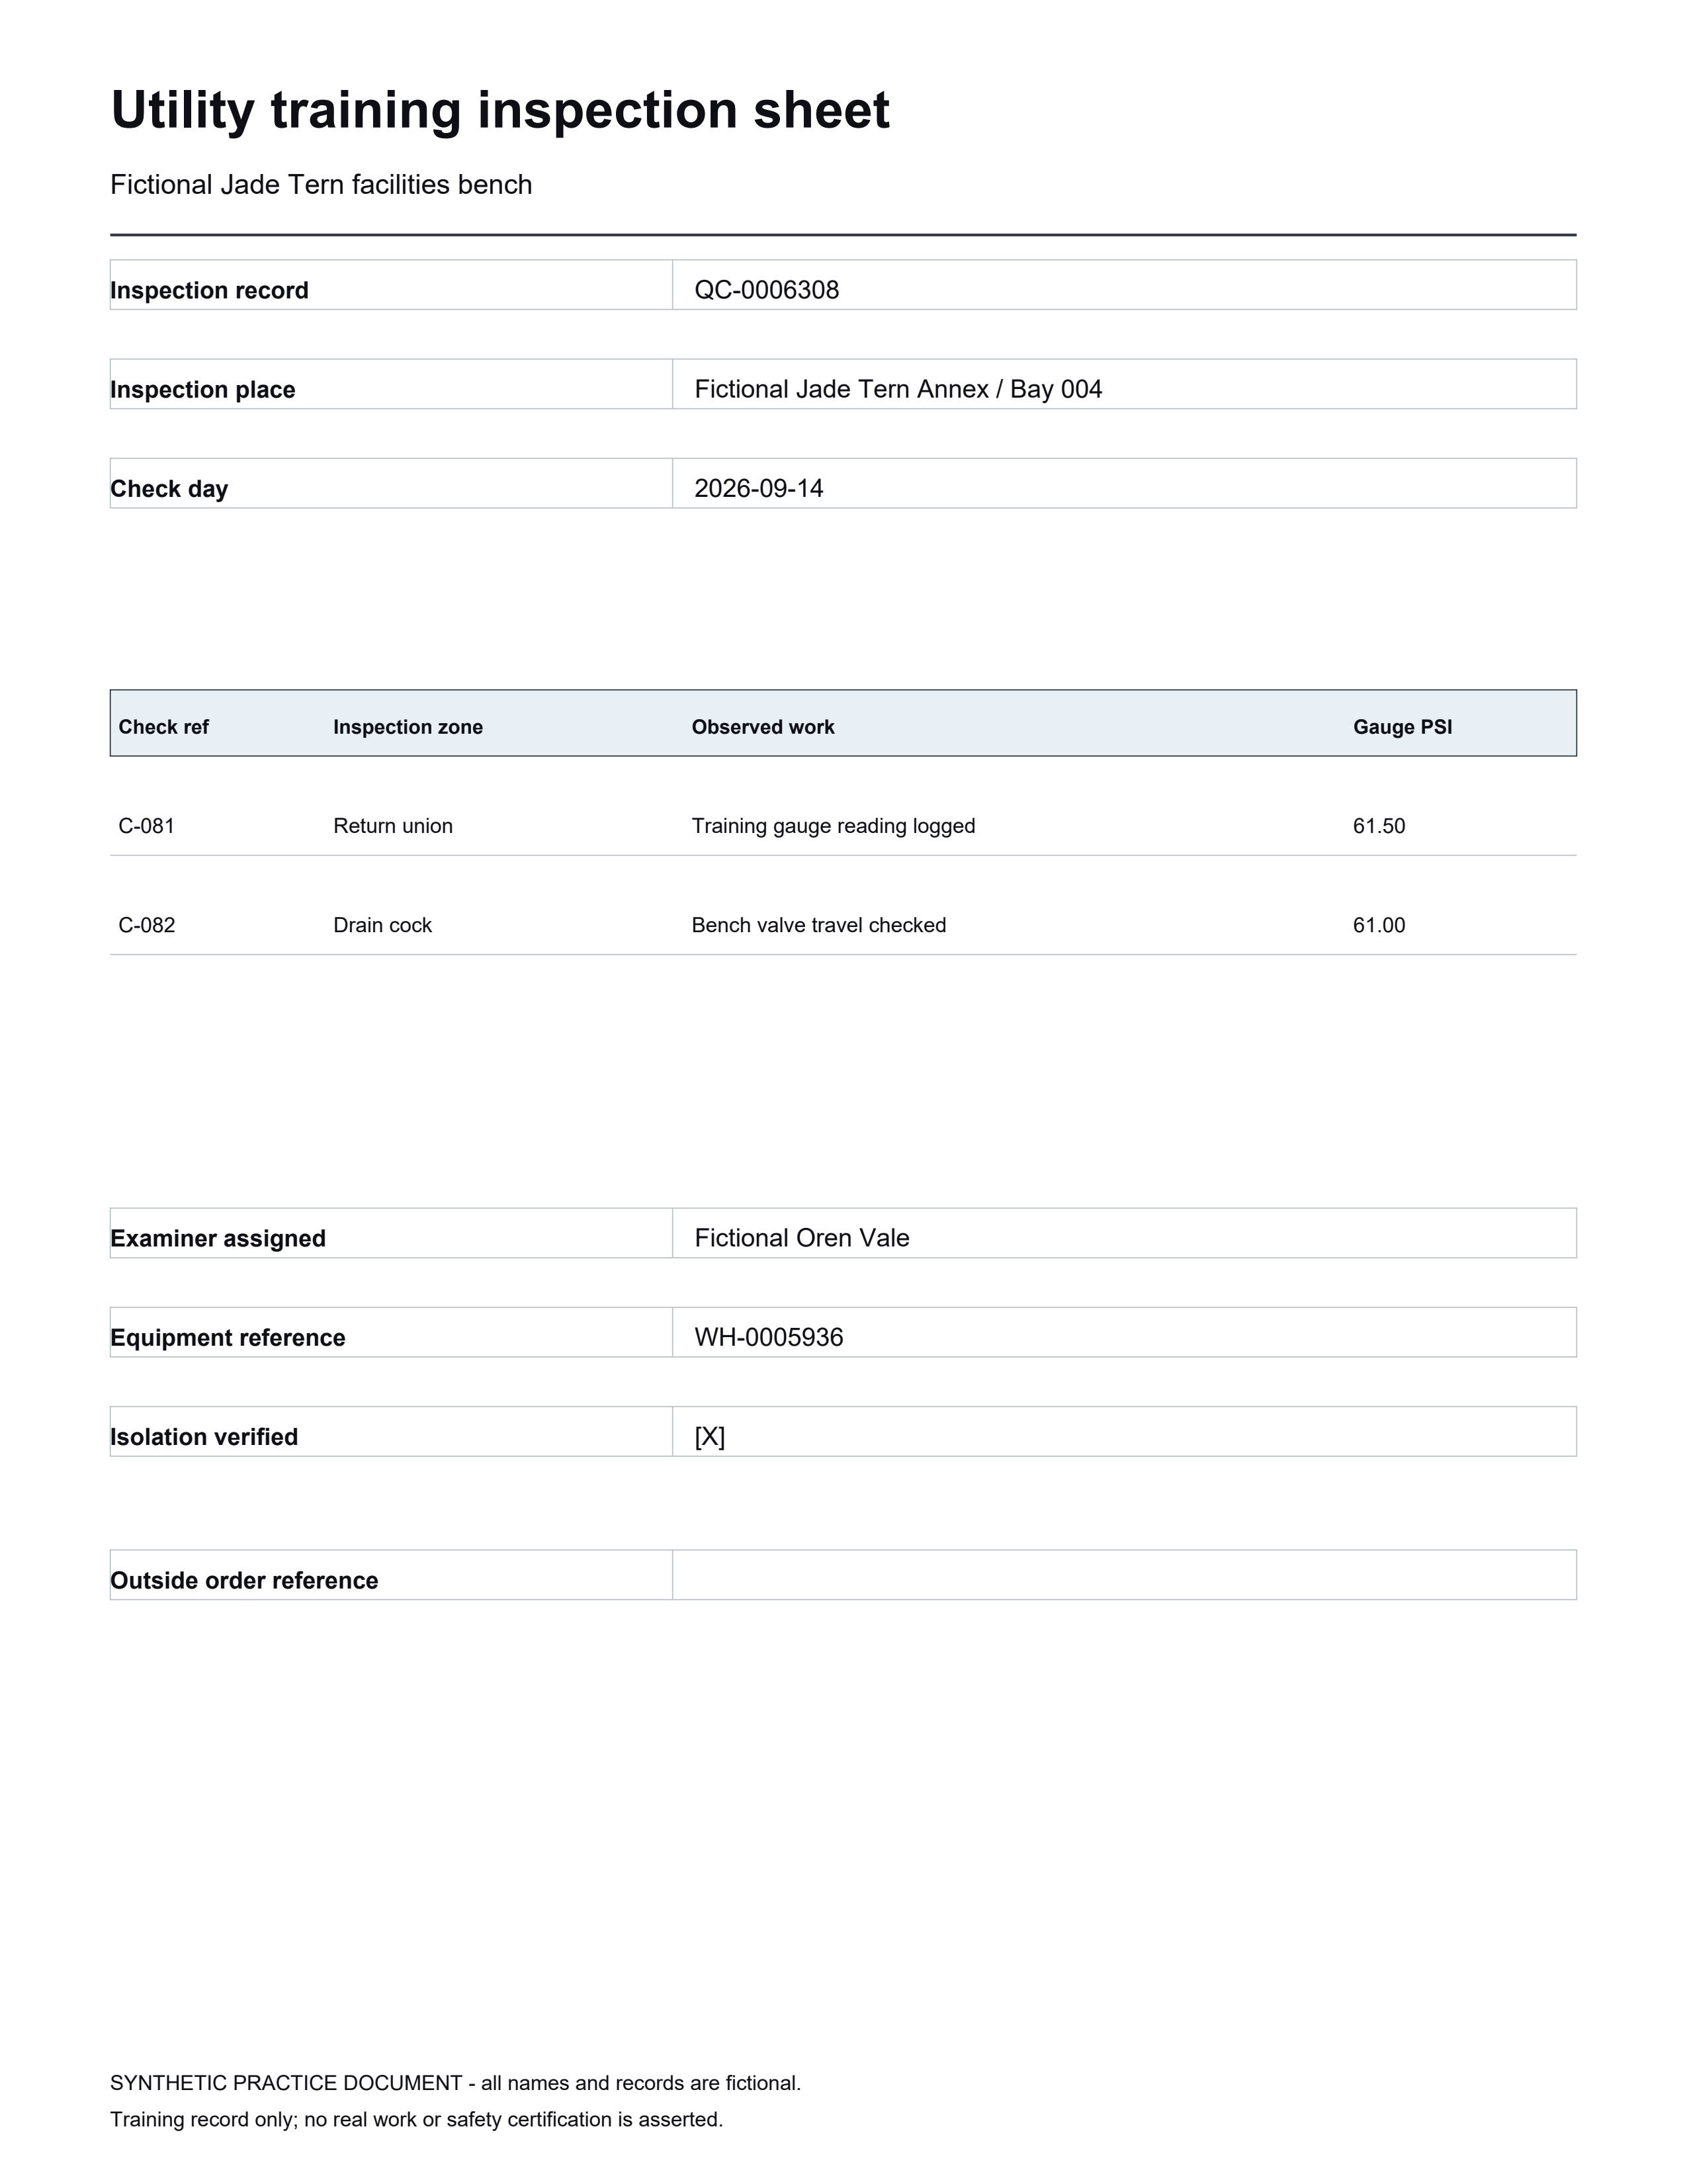 Utility training inspection sheet
Fictional Jade Tern facilities bench
Inspection record QC-0006308
Inspection place Fictional Jade Tern Annex / Bay 004
Check day 2026-09-14
Check ref Inspection zone Observed work Gauge PSI
C-081 Return union Training gauge reading logged 61.50
C-082 Drain cock Bench valve travel checked 61.00
Examiner assigned Fictional Oren Vale
Equipment reference WH-0005936
Isolation verified [X]
Outside order reference
SYNTHETIC PRACTICE DOCUMENT - all names and records are fictional.
Training record only; no real work or safety certification is asserted.